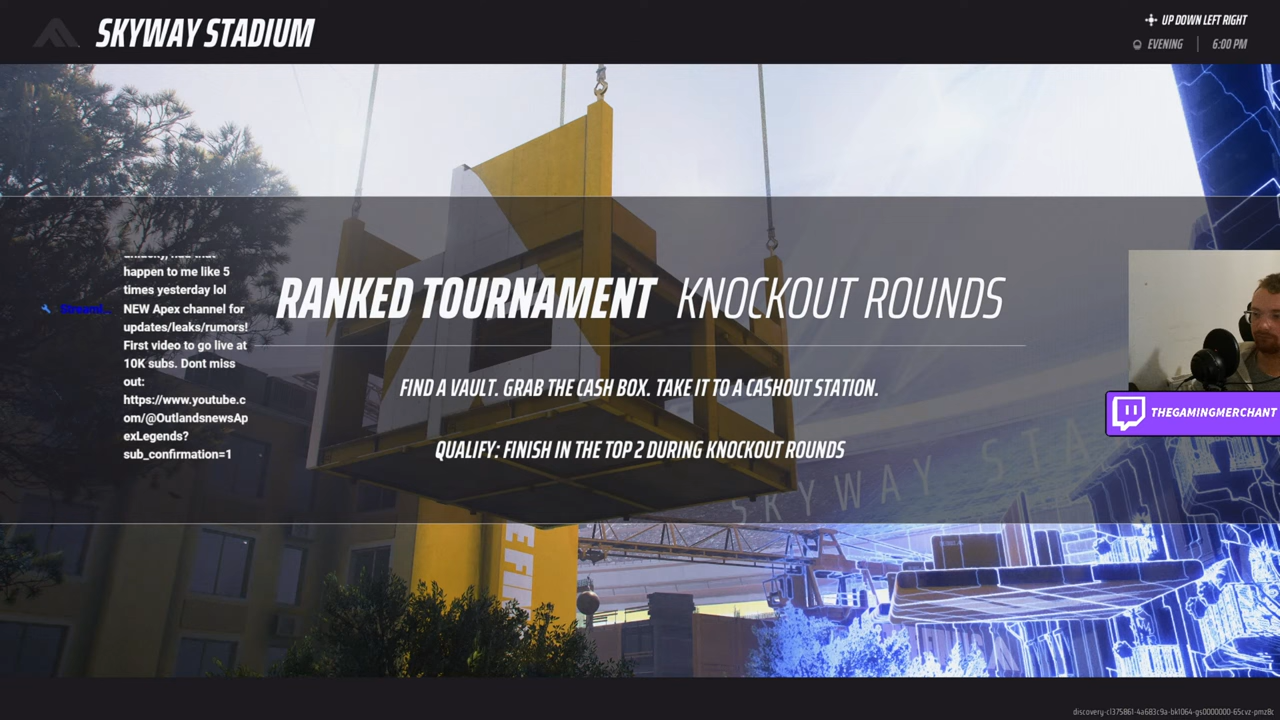 SKYWAY STADIUM
UP DOWN LEFT RIGHT
EVENING 6:00 PM
happen to me like 5
times yesterday lol
NEW Apex channel for
updates/leaks/rumors!
First video to go live at
10K subs. Dont miss
out:
https://www.youtube.c
om/@OutlandsnewsAp
exLegends?
sub_confirmation=1
RANKED TOURNAMENT KNOCKOUT ROUNDS
FIND A VAULT. GRAB THE CASH BOX. TAKE IT TO A CASHOUT STATION.
QUALIFY: FINISH IN THE TOP 2 DURING KNOCKOUT ROUNDS
THEGAMINGMERCHANT
SKYWAY STA